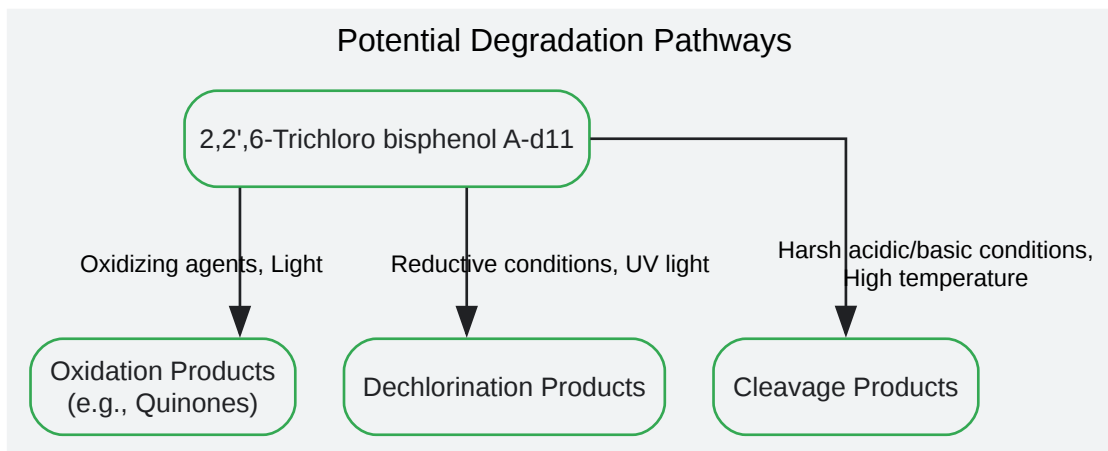 Potential Degradation Pathways
2,2',6-Trichloro bisphenol A-d11
Oxidizing agents, Light
Reductive conditions, UV light
Harsh acidic/basic conditions,
High temperature
Oxidation Products
(e.g., Quinones)
Dechlorination Products
Cleavage Products